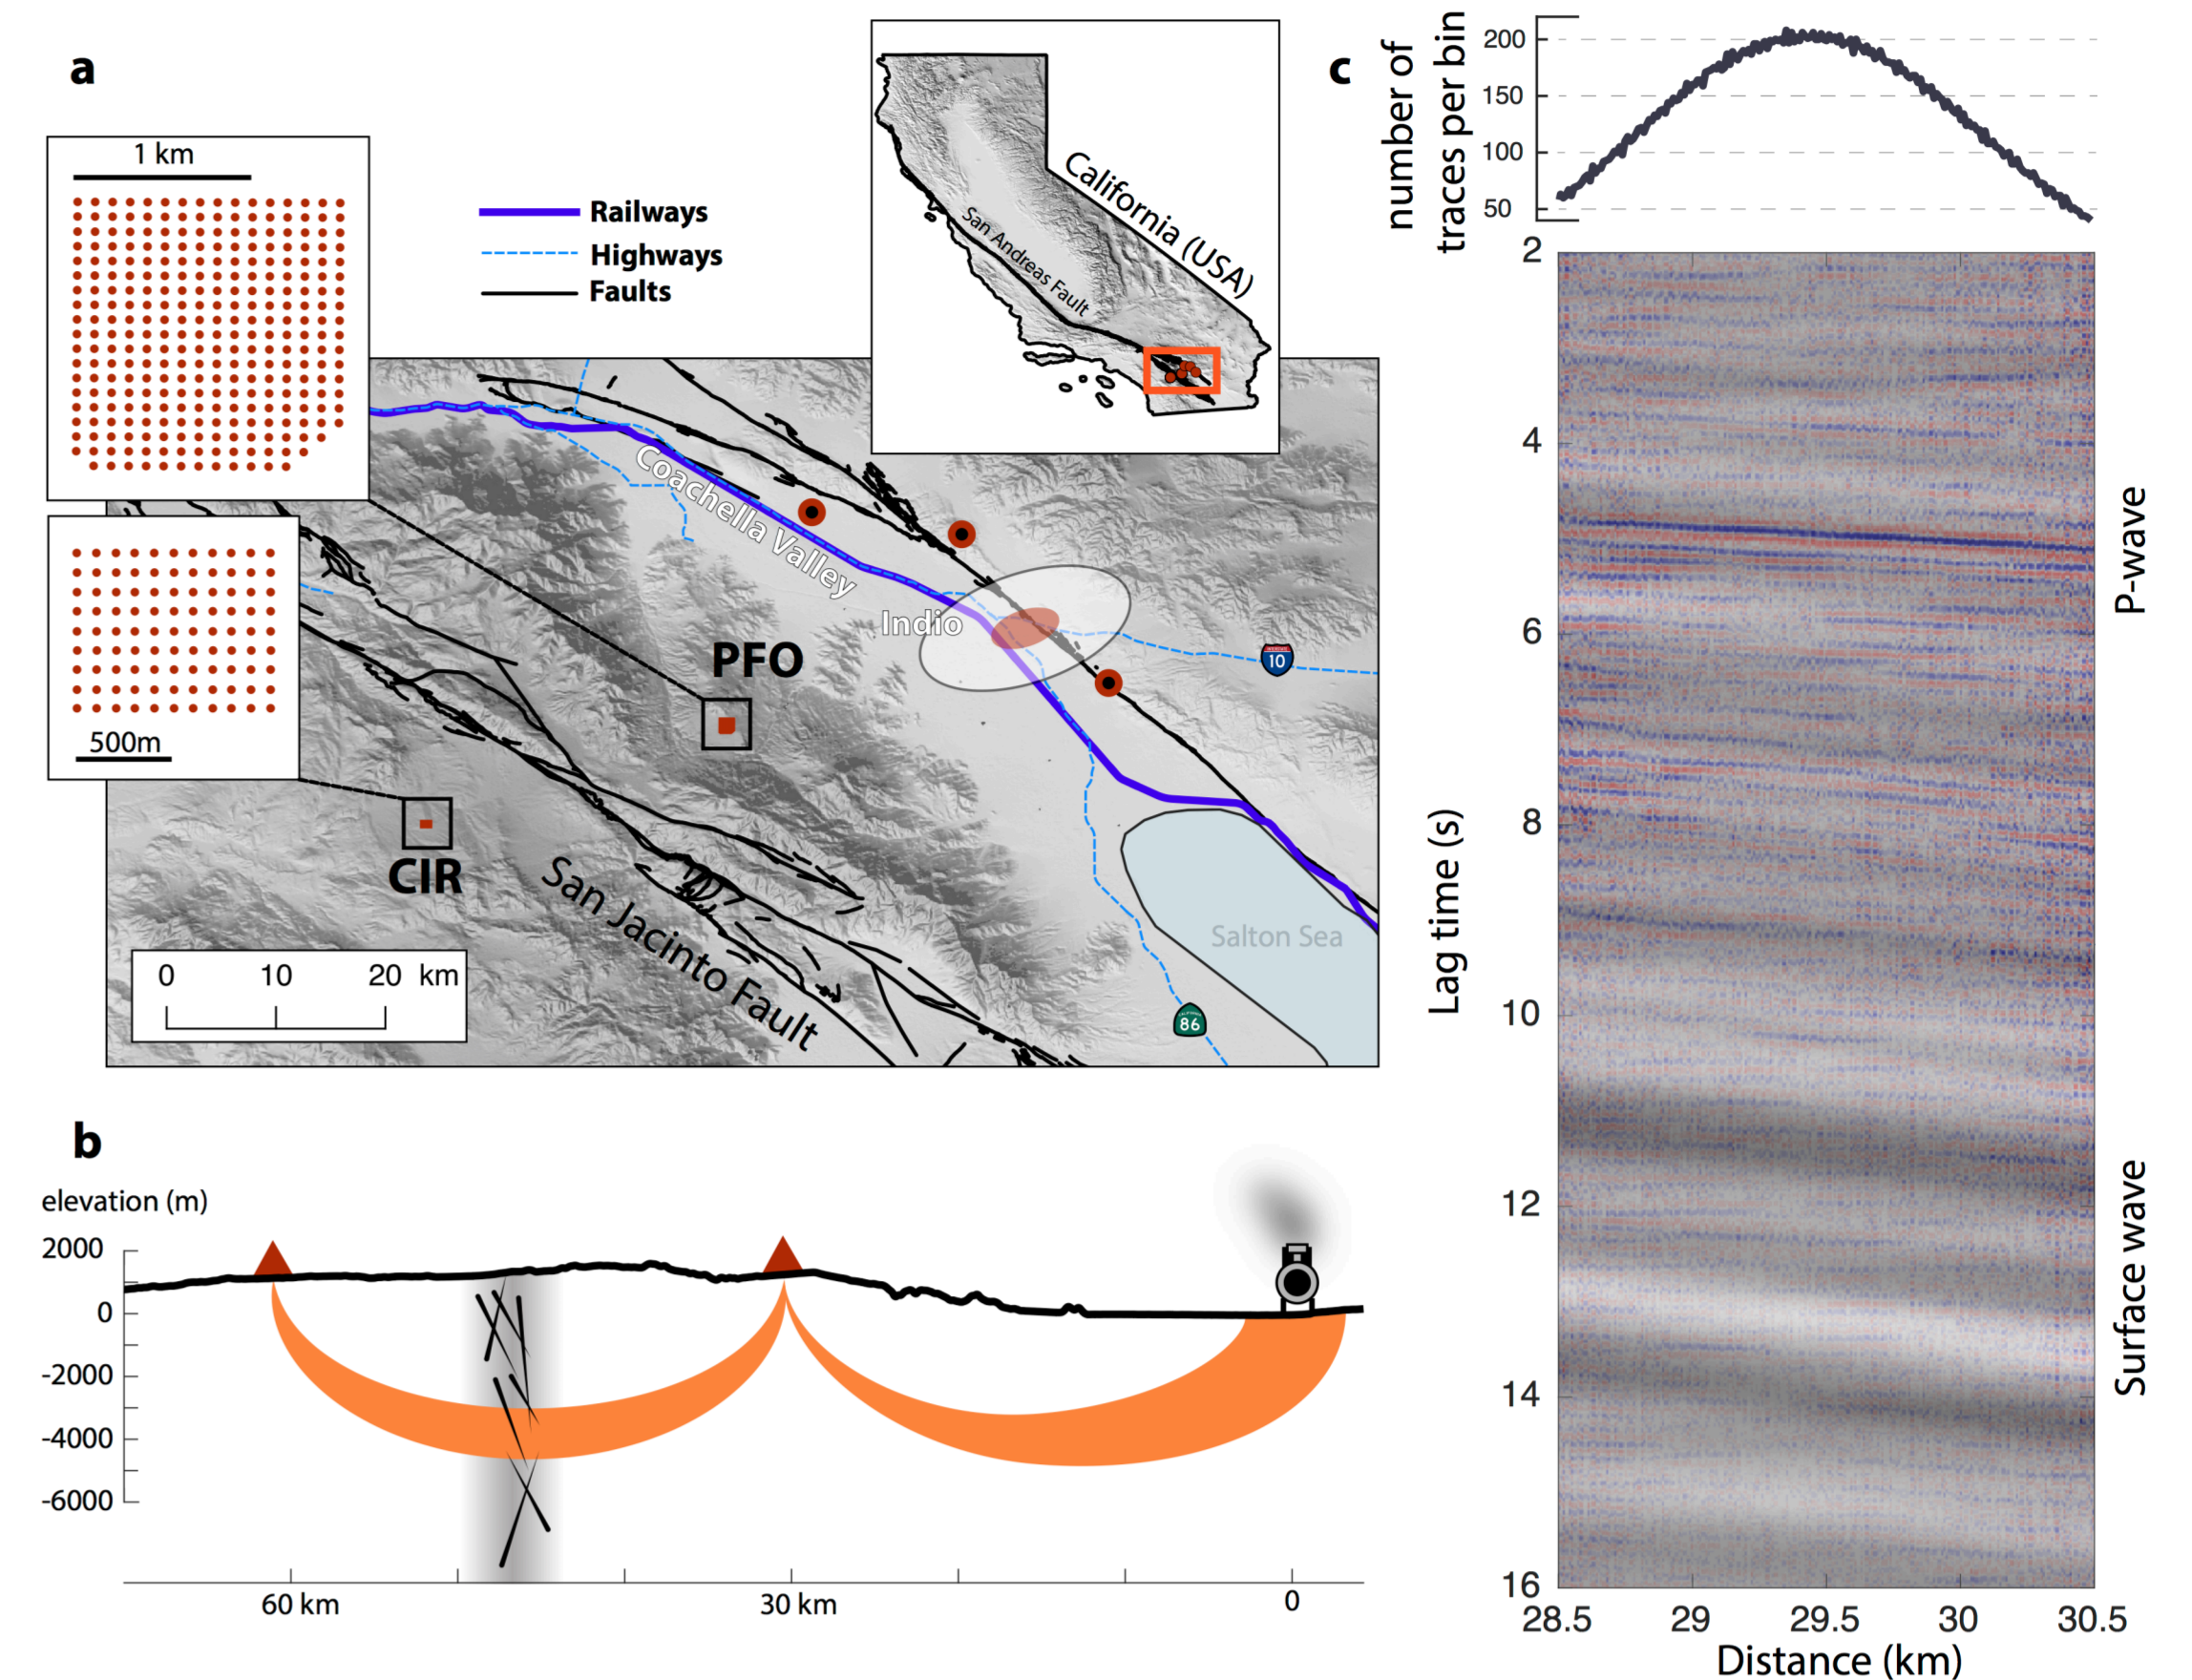 a
1 km
500m
Railways
Highways
Faults
California (USA)
San Andreas Fault
Coachella Valley
Indio
PFO
CIR
San Jacinto Fault
Salton Sea
10
86
0 10 20 km
b
elevation (m)
2000
0
-2000
-4000
-6000
60 km 30 km 0
c
number of
traces per bin
200
150
100
50
2
4
6
8
10
12
14
16
Lag time (s)
P-wave
Surface wave
28.5 29 29.5 30 30.5
Distance (km)